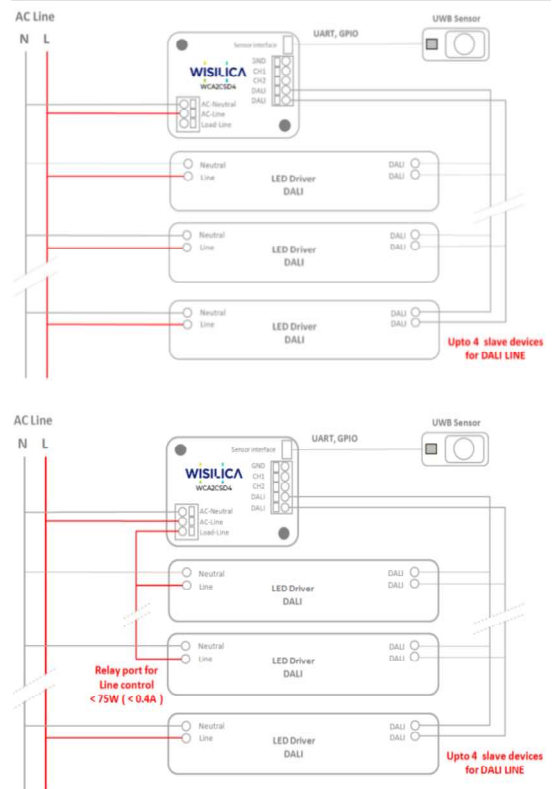 AC Line
N L
UWB Sensor
UART, GPIO
Sensor interface
GND
CH1
CH2
DALI
DALI
WISILICA
WCA2CSD4
AC-Neutral
AC-Line
Load-Line
Neutral
Line
LED Driver
DALI
DALI
DALI
Neutral
Line
LED Driver
DALI
DALI
DALI
Neutral
Line
LED Driver
DALI
DALI
DALI
Upto 4 slave devices
for DALI LINE
AC Line
N L
UWB Sensor
UART, GPIO
Sensor interface
GND
CH1
CH2
DALI
DALI
WISILICA
WCA2CSD4
AC-Neutral
AC-Line
Load-Line
Neutral
Line
LED Driver
DALI
DALI
DALI
Neutral
Line
LED Driver
DALI
DALI
DALI
Relay port for
Line control
< 75W ( < 0.4A )
Neutral
Line
LED Driver
DALI
DALI
DALI
Upto 4 slave devices
for DALI LINE